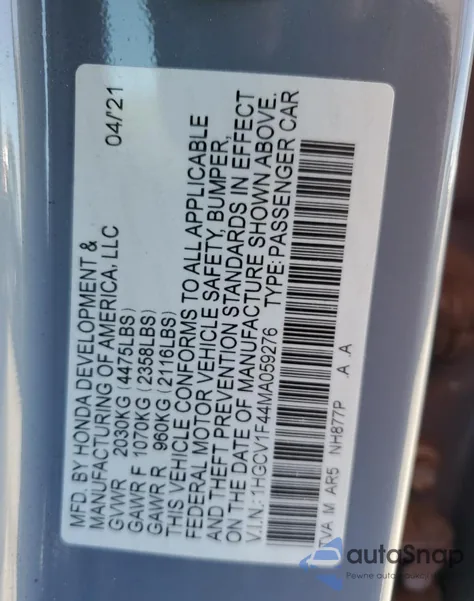 MFD. BY HONDA DEVELOPMENT & 04/'21
MANUFACTURING OF AMERICA, LLC
GVWR 2030KG (4475LBS)
GAWR F 1070KG (2358LBS)
GAWR R 960KG (2116LBS)
THIS VEHICLE CONFORMS TO ALL APPLICABLE
FEDERAL MOTOR VEHICLE SAFETY, BUMPER,
AND THEFT PREVENTION STANDARDS IN EFFECT
ON THE DATE OF MANUFACTURE SHOWN ABOVE.
V.I.N.: 1HGCV1F44MA059276 TYPE: PASSENGER CAR
TVA M AR5 NH877P .A .A
autoSnap
Pewne auto